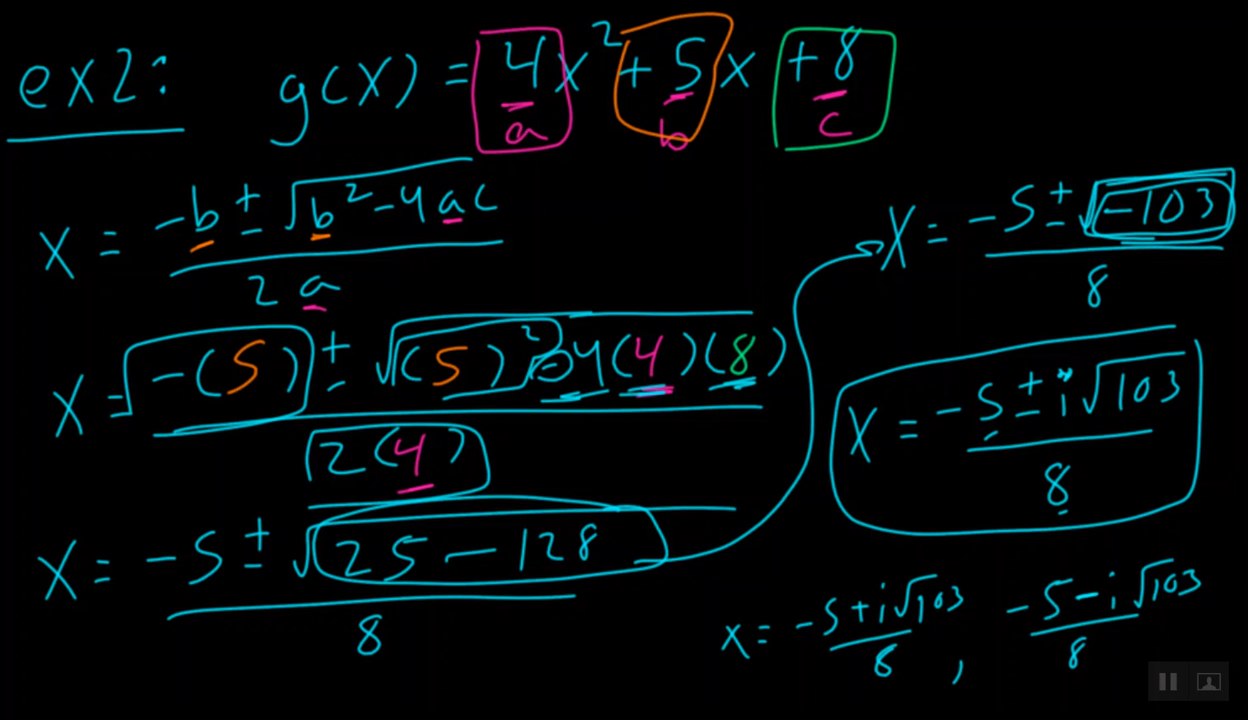 ex2: g(x) = 4x² + 5x + 8
a b c
x = (-b ± √(b² - 4ac)) / 2a
x = (-(5) ± √((5)² - 4(4)(8))) / 2(4)
x = (-5 ± √(25 - 128)) / 8
x = (-5 ± √(-103)) / 8
x = (-5 ± i√103) / 8
x = (-5 + i√103) / 8 , (-5 - i√103) / 8